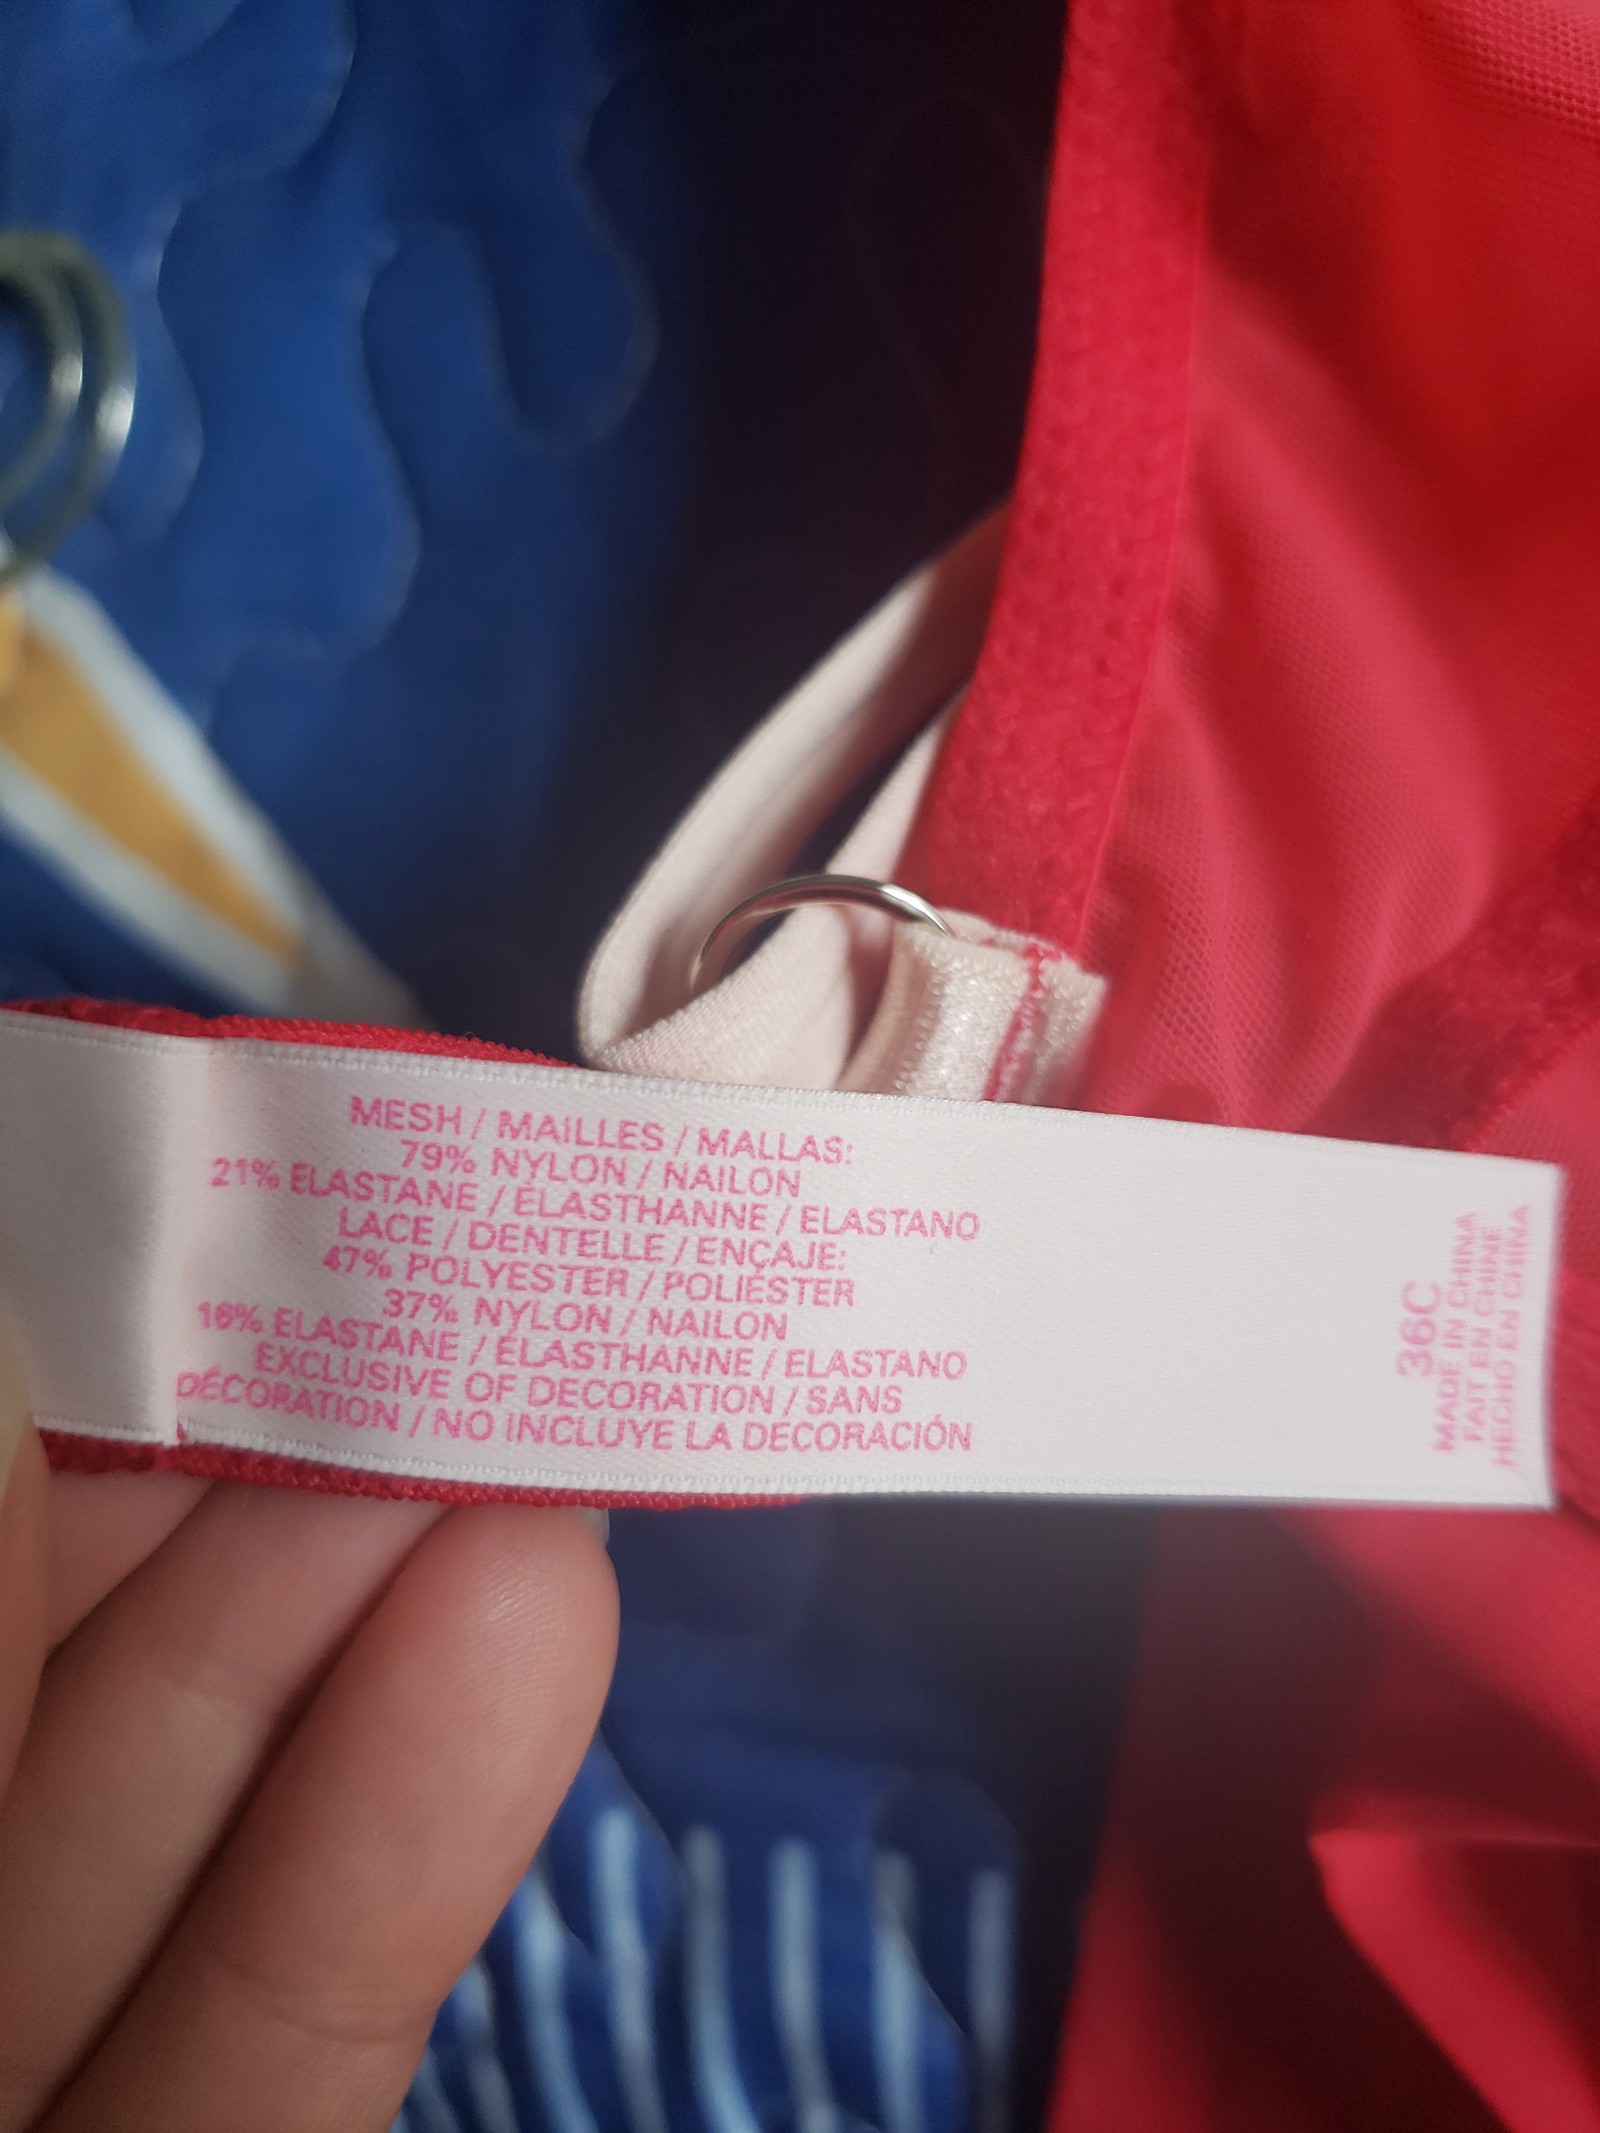 MESH / MAILLES / MALLAS:
79% NYLON / NAILON
21% ELASTANE / ÉLASTHANNE / ELASTANO
LACE / DENTELLE / ENÇAJE:
47% POLYESTER / POLIÉSTER
37% NYLON / NAILON
16% ELASTANE / ÉLASTHANNE / ELASTANO
EXCLUSIVE OF DECORATION / SANS
DÉCORATION / NO INCLUYE LA DECORACIÓN
36C
MADE IN CHINA
FAIT EN CHINE
HECHO EN CHINA